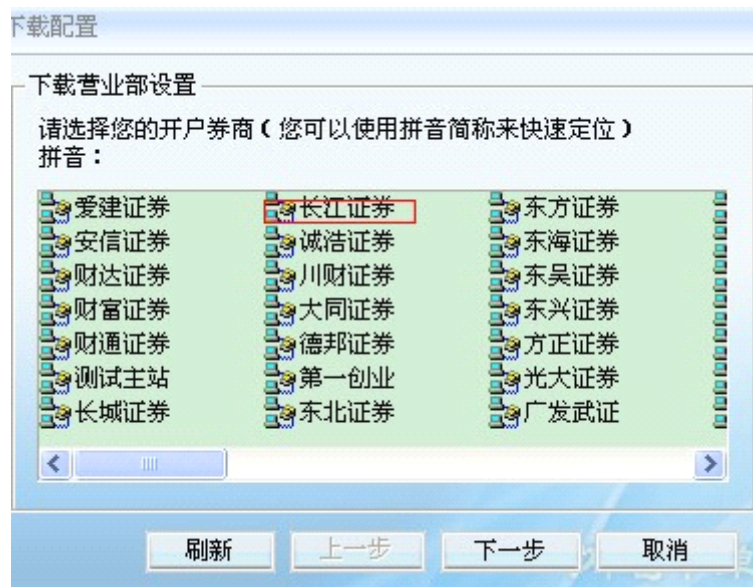 下载配置
下载营业部设置
请选择您的开户券商(您可以使用拼音简称来快速定位)
拼音:
爱建证券 长江证券 东方证券
安信证券 诚浩证券 东海证券
财达证券 川财证券 东吴证券
财富证券 大同证券 东兴证券
财通证券 德邦证券 方正证券
测试主站 第一创业 光大证券
长城证券 东北证券 广发武证
刷新 上一步 下一步 取消